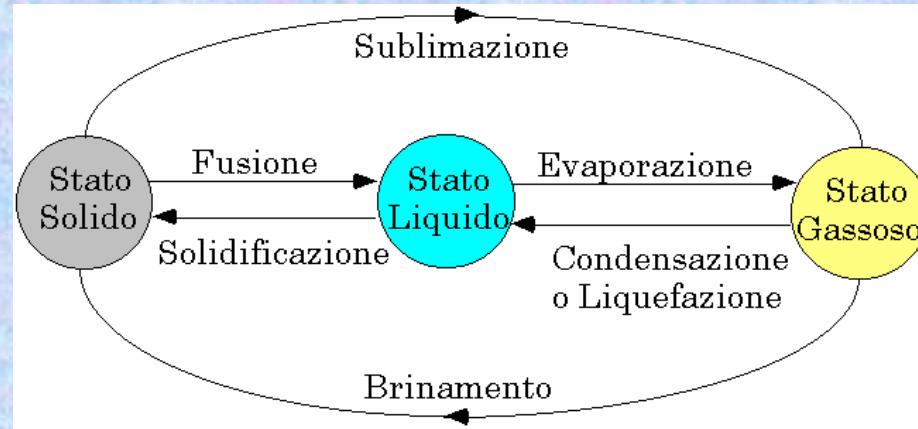 Sublimazione
Fusione
Evaporazione
Stato
Solido
Stato
Liquido
Stato
Gassoso
Solidificazione
Condensazione
o Liquefazione
Brinamento